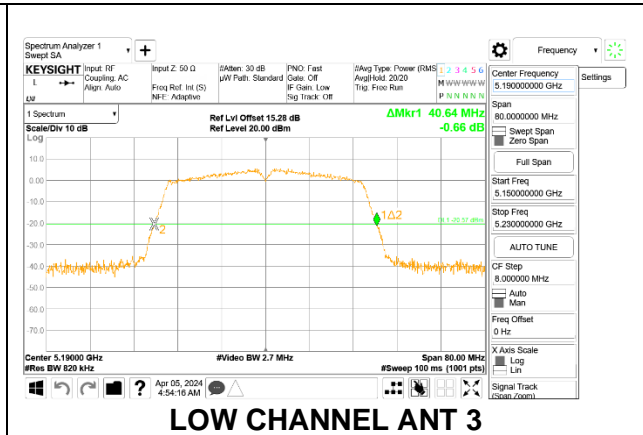 Spectrum Analyzer 1
Swept SA
Frequency
KEYSIGHT
L
Input: RF
Coupling: AC
Align: Auto
Input Z: 50 Ω
Freq Ref: Int (S)
NFE: Adaptive
#Atten: 30 dB
µW Path: Standard
PNO: Fast
Gate: Off
IF Gain: Low
Sig Track: Off
#Avg Type: Power (RMS
Avg|Hold: 20/20
Trig: Free Run
1 2 3 4 5 6
M W W W W W
P N N N N N
Center Frequency
5.190000000 GHz
Settings
Span
80.0000000 MHz
Swept Span
Zero Span
Full Span
Start Freq
5.150000000 GHz
Stop Freq
5.230000000 GHz
AUTO TUNE
CF Step
8.000000 MHz
Auto
Man
Freq Offset
0 Hz
X Axis Scale
Log
Lin
Signal Track
(Span Zoom)
1 Spectrum
Scale/Div 10 dB
Ref Lvl Offset 15.28 dB
Ref Level 20.00 dBm
ΔMkr1 40.64 MHz
-0.66 dB
Log
10.0
0.00
-10.0
-20.0
-30.0
-40.0
-50.0
-60.0
-70.0
2
1Δ2
Center 5.19000 GHz
#Res BW 820 kHz
#Video BW 2.7 MHz
Span 80.00 MHz
#Sweep 100 ms (1001 pts)
?
Apr 05, 2024
4:54:16 AM
LOW CHANNEL ANT 3